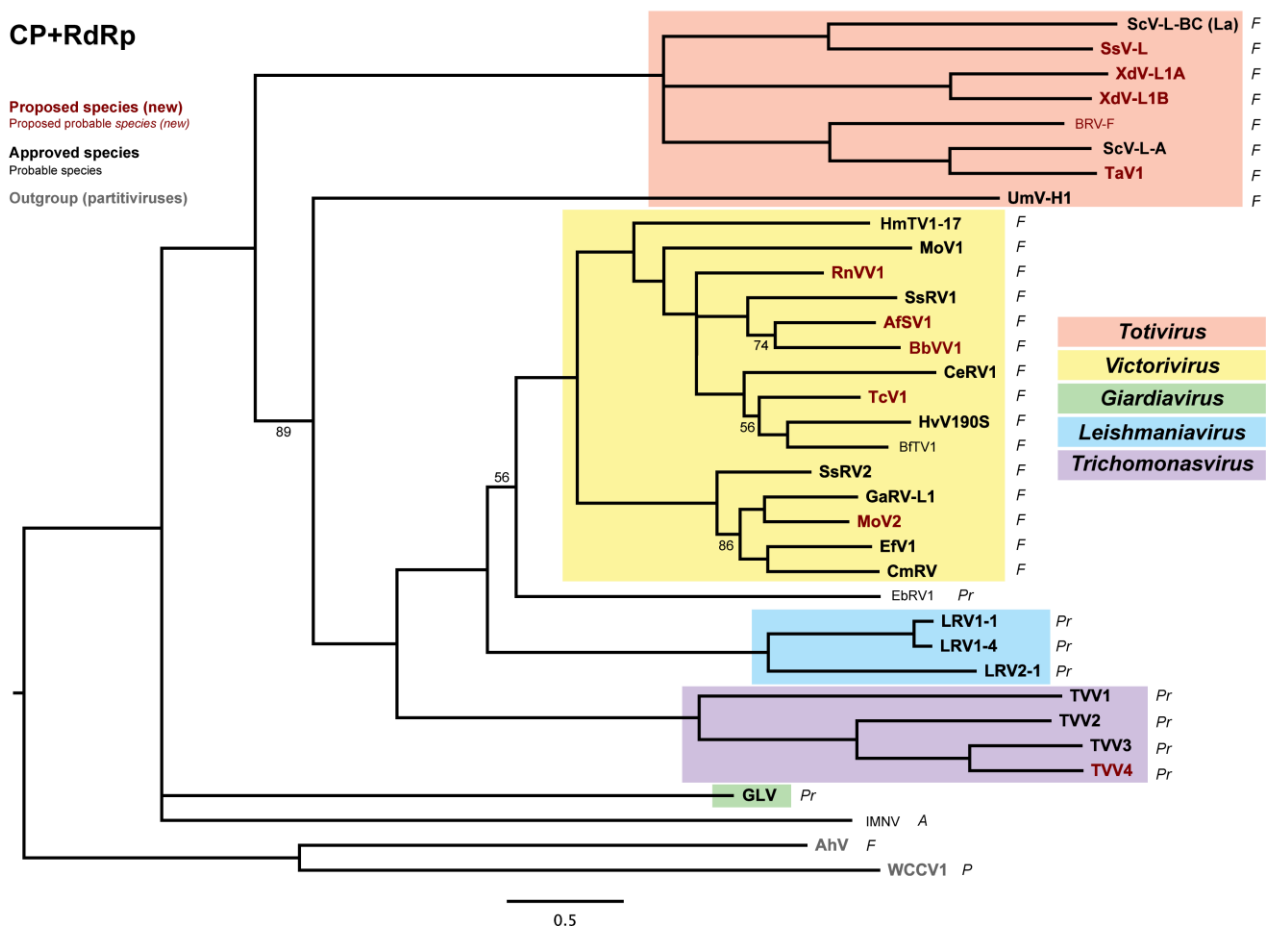 CP+RdRp
Proposed species (new)
Proposed probable species (new)
Approved species
Probable species
Outgroup (partitiviruses)
ScV-L-BC (La) F
SsV-L F
XdV-L1A F
XdV-L1B F
BRV-F F
ScV-L-A F
TaV1 F
UmV-H1 F
HmTV1-17 F
MoV1 F
RnVV1 F
SsRV1 F
AfSV1 F
74
BbVV1 F
CeRV1 F
TcV1 F
56
HvV190S F
BfTV1 F
89
SsRV2 F
56
GaRV-L1 F
MoV2 F
86
EfV1 F
CmRV F
EbRV1 Pr
LRV1-1 Pr
LRV1-4 Pr
LRV2-1 Pr
TVV1 Pr
TVV2 Pr
TVV3 Pr
TVV4 Pr
GLV Pr
IMNV A
AhV F
WCCV1 P
Totivirus
Victorivirus
Giardiavirus
Leishmaniavirus
Trichomonasvirus
0.5